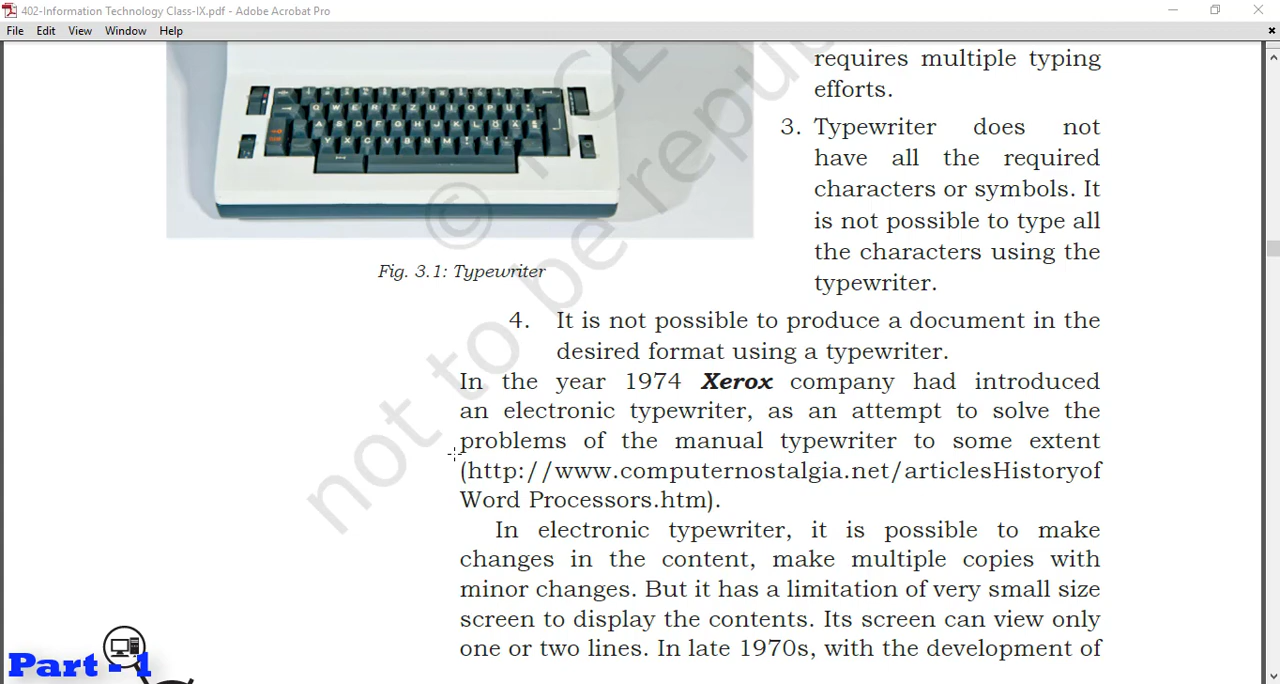 402-Information Technology Class-IX.pdf - Adobe Acrobat Pro
File Edit View Window Help
requires multiple typing
efforts.
3. Typewriter does not
have all the required
characters or symbols. It
is not possible to type all
the characters using the
typewriter.
Fig. 3.1: Typewriter
4. It is not possible to produce a document in the
desired format using a typewriter.
In the year 1974 Xerox company had introduced
an electronic typewriter, as an attempt to solve the
problems of the manual typewriter to some extent
(http://www.computernostalgia.net/articlesHistoryof
Word Processors.htm).
In electronic typewriter, it is possible to make
changes in the content, make multiple copies with
minor changes. But it has a limitation of very small size
screen to display the contents. Its screen can view only
one or two lines. In late 1970s, with the development of
not to be republ
Part - 1